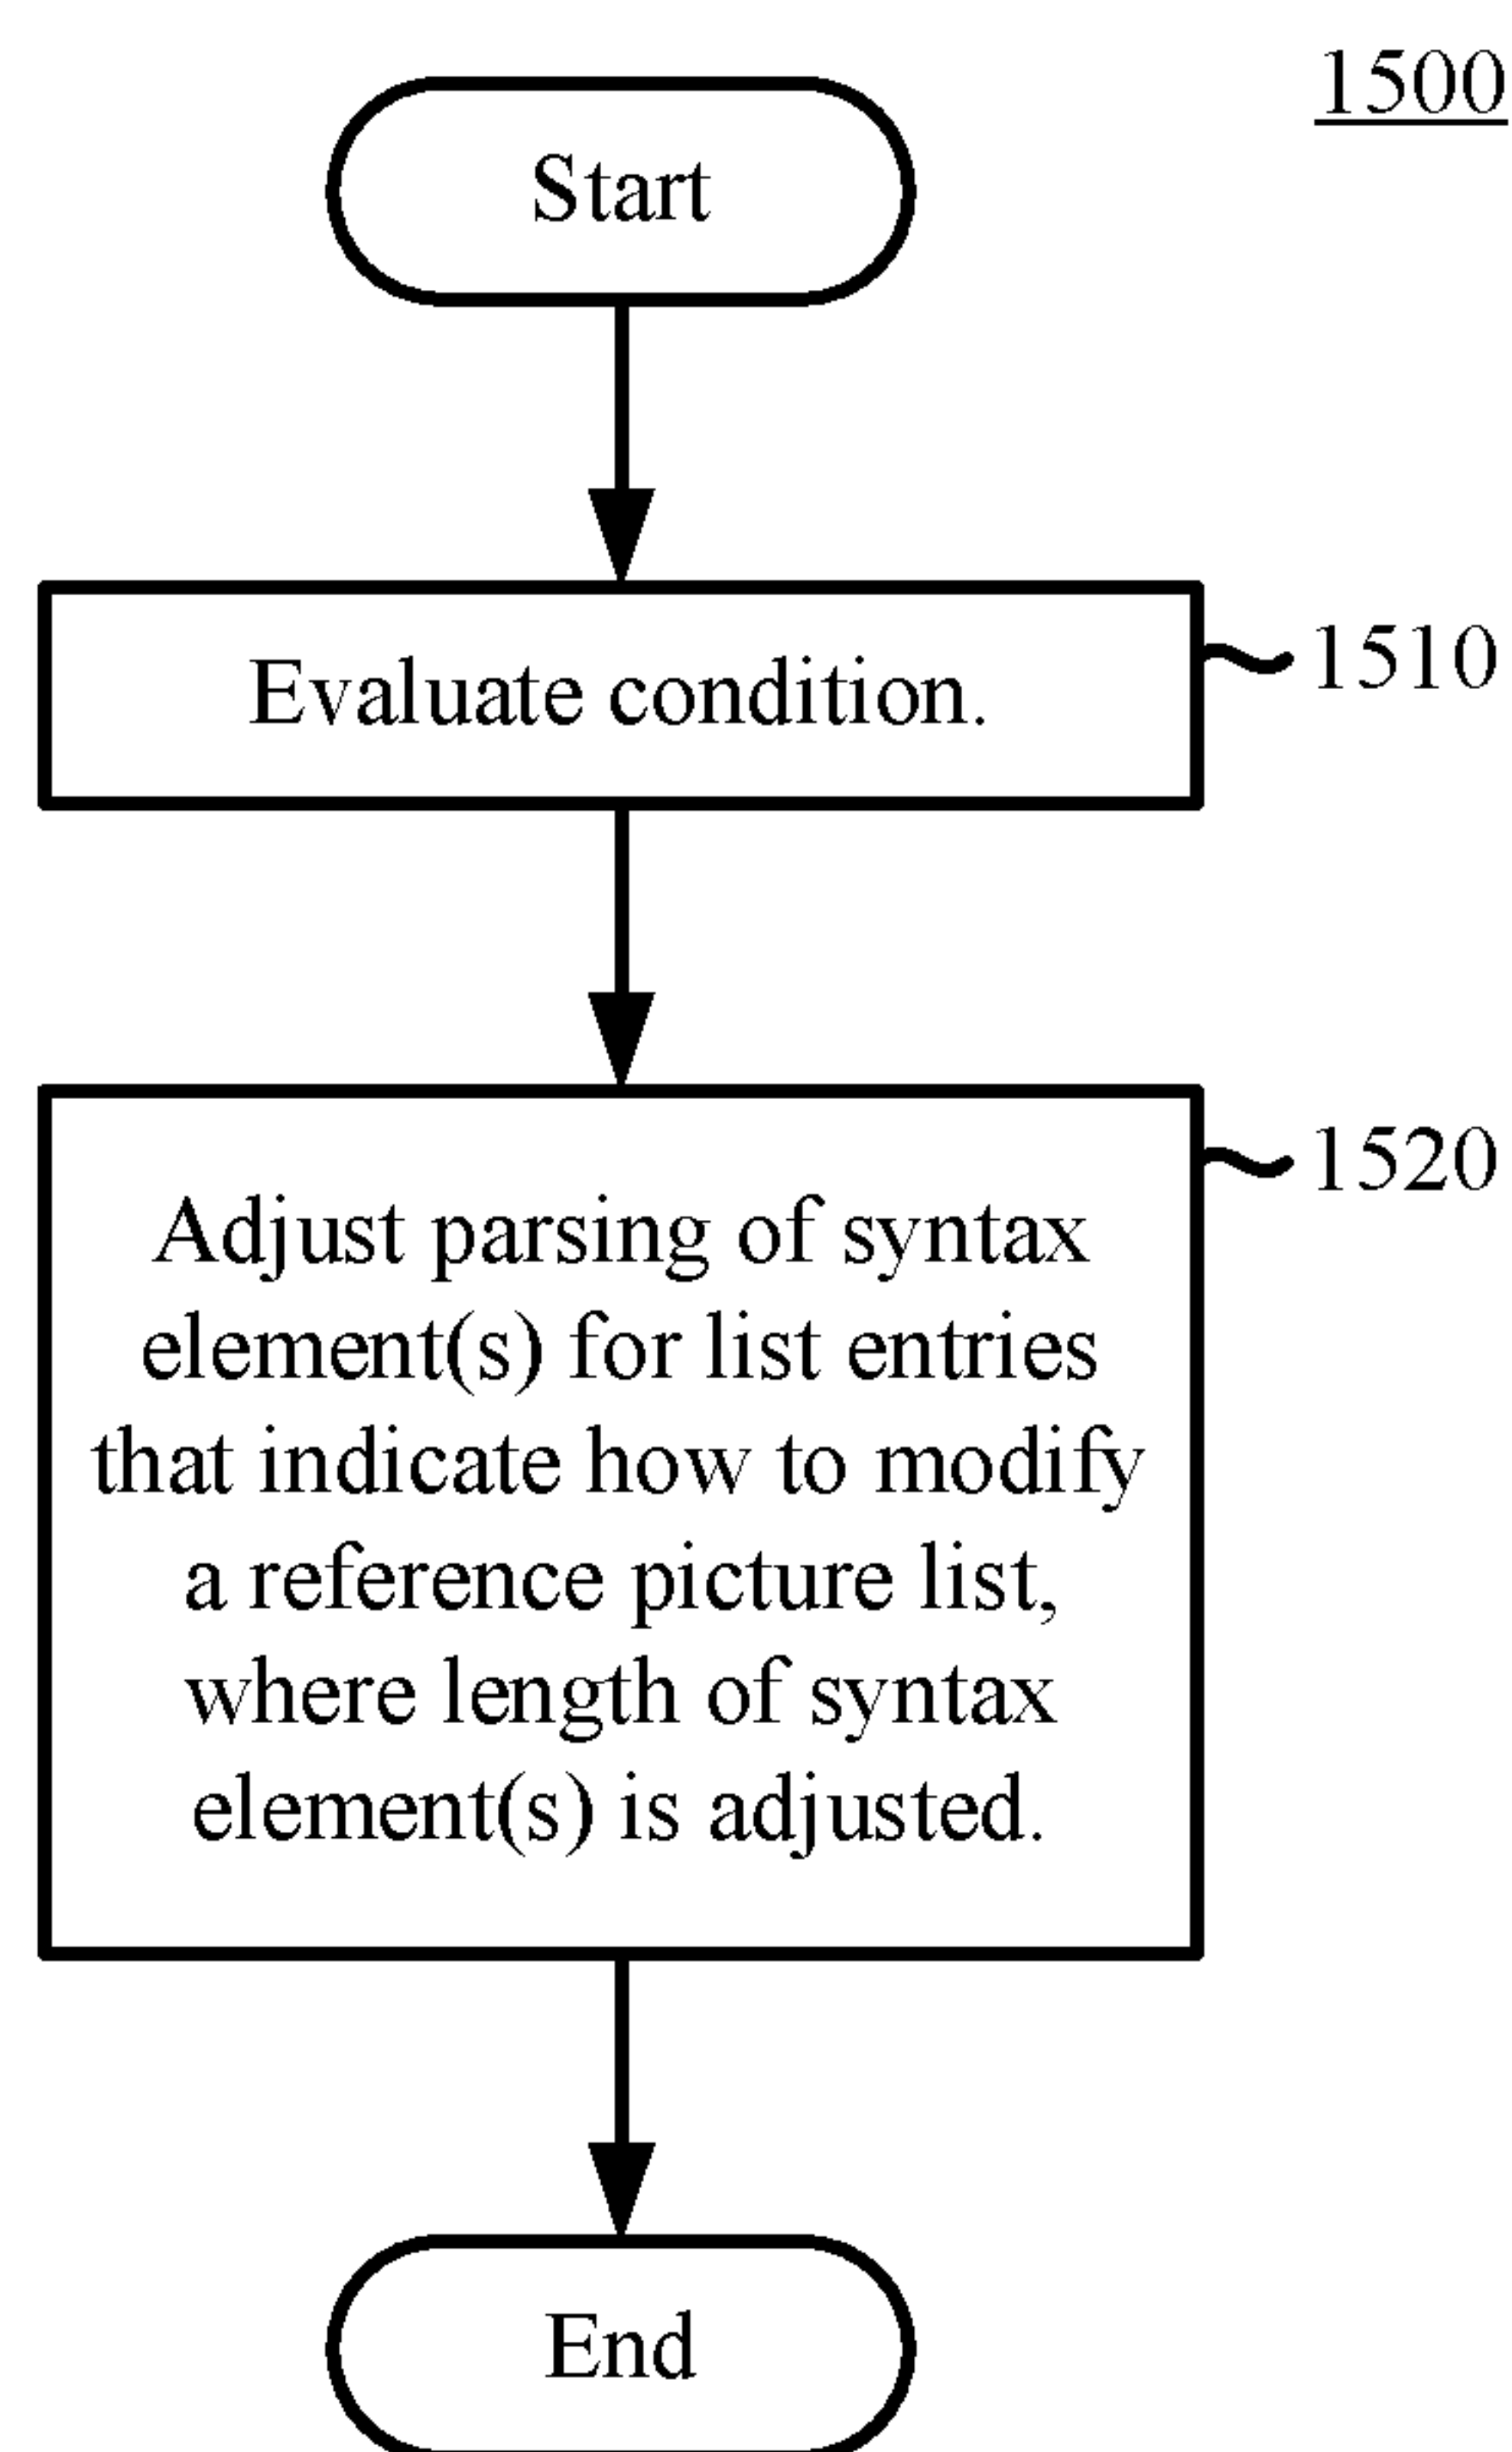 1500
Start
Evaluate condition.
1510
Adjust parsing of syntax
element(s) for list entries
that indicate how to modify
a reference picture list,
where length of syntax
element(s) is adjusted.
1520
End